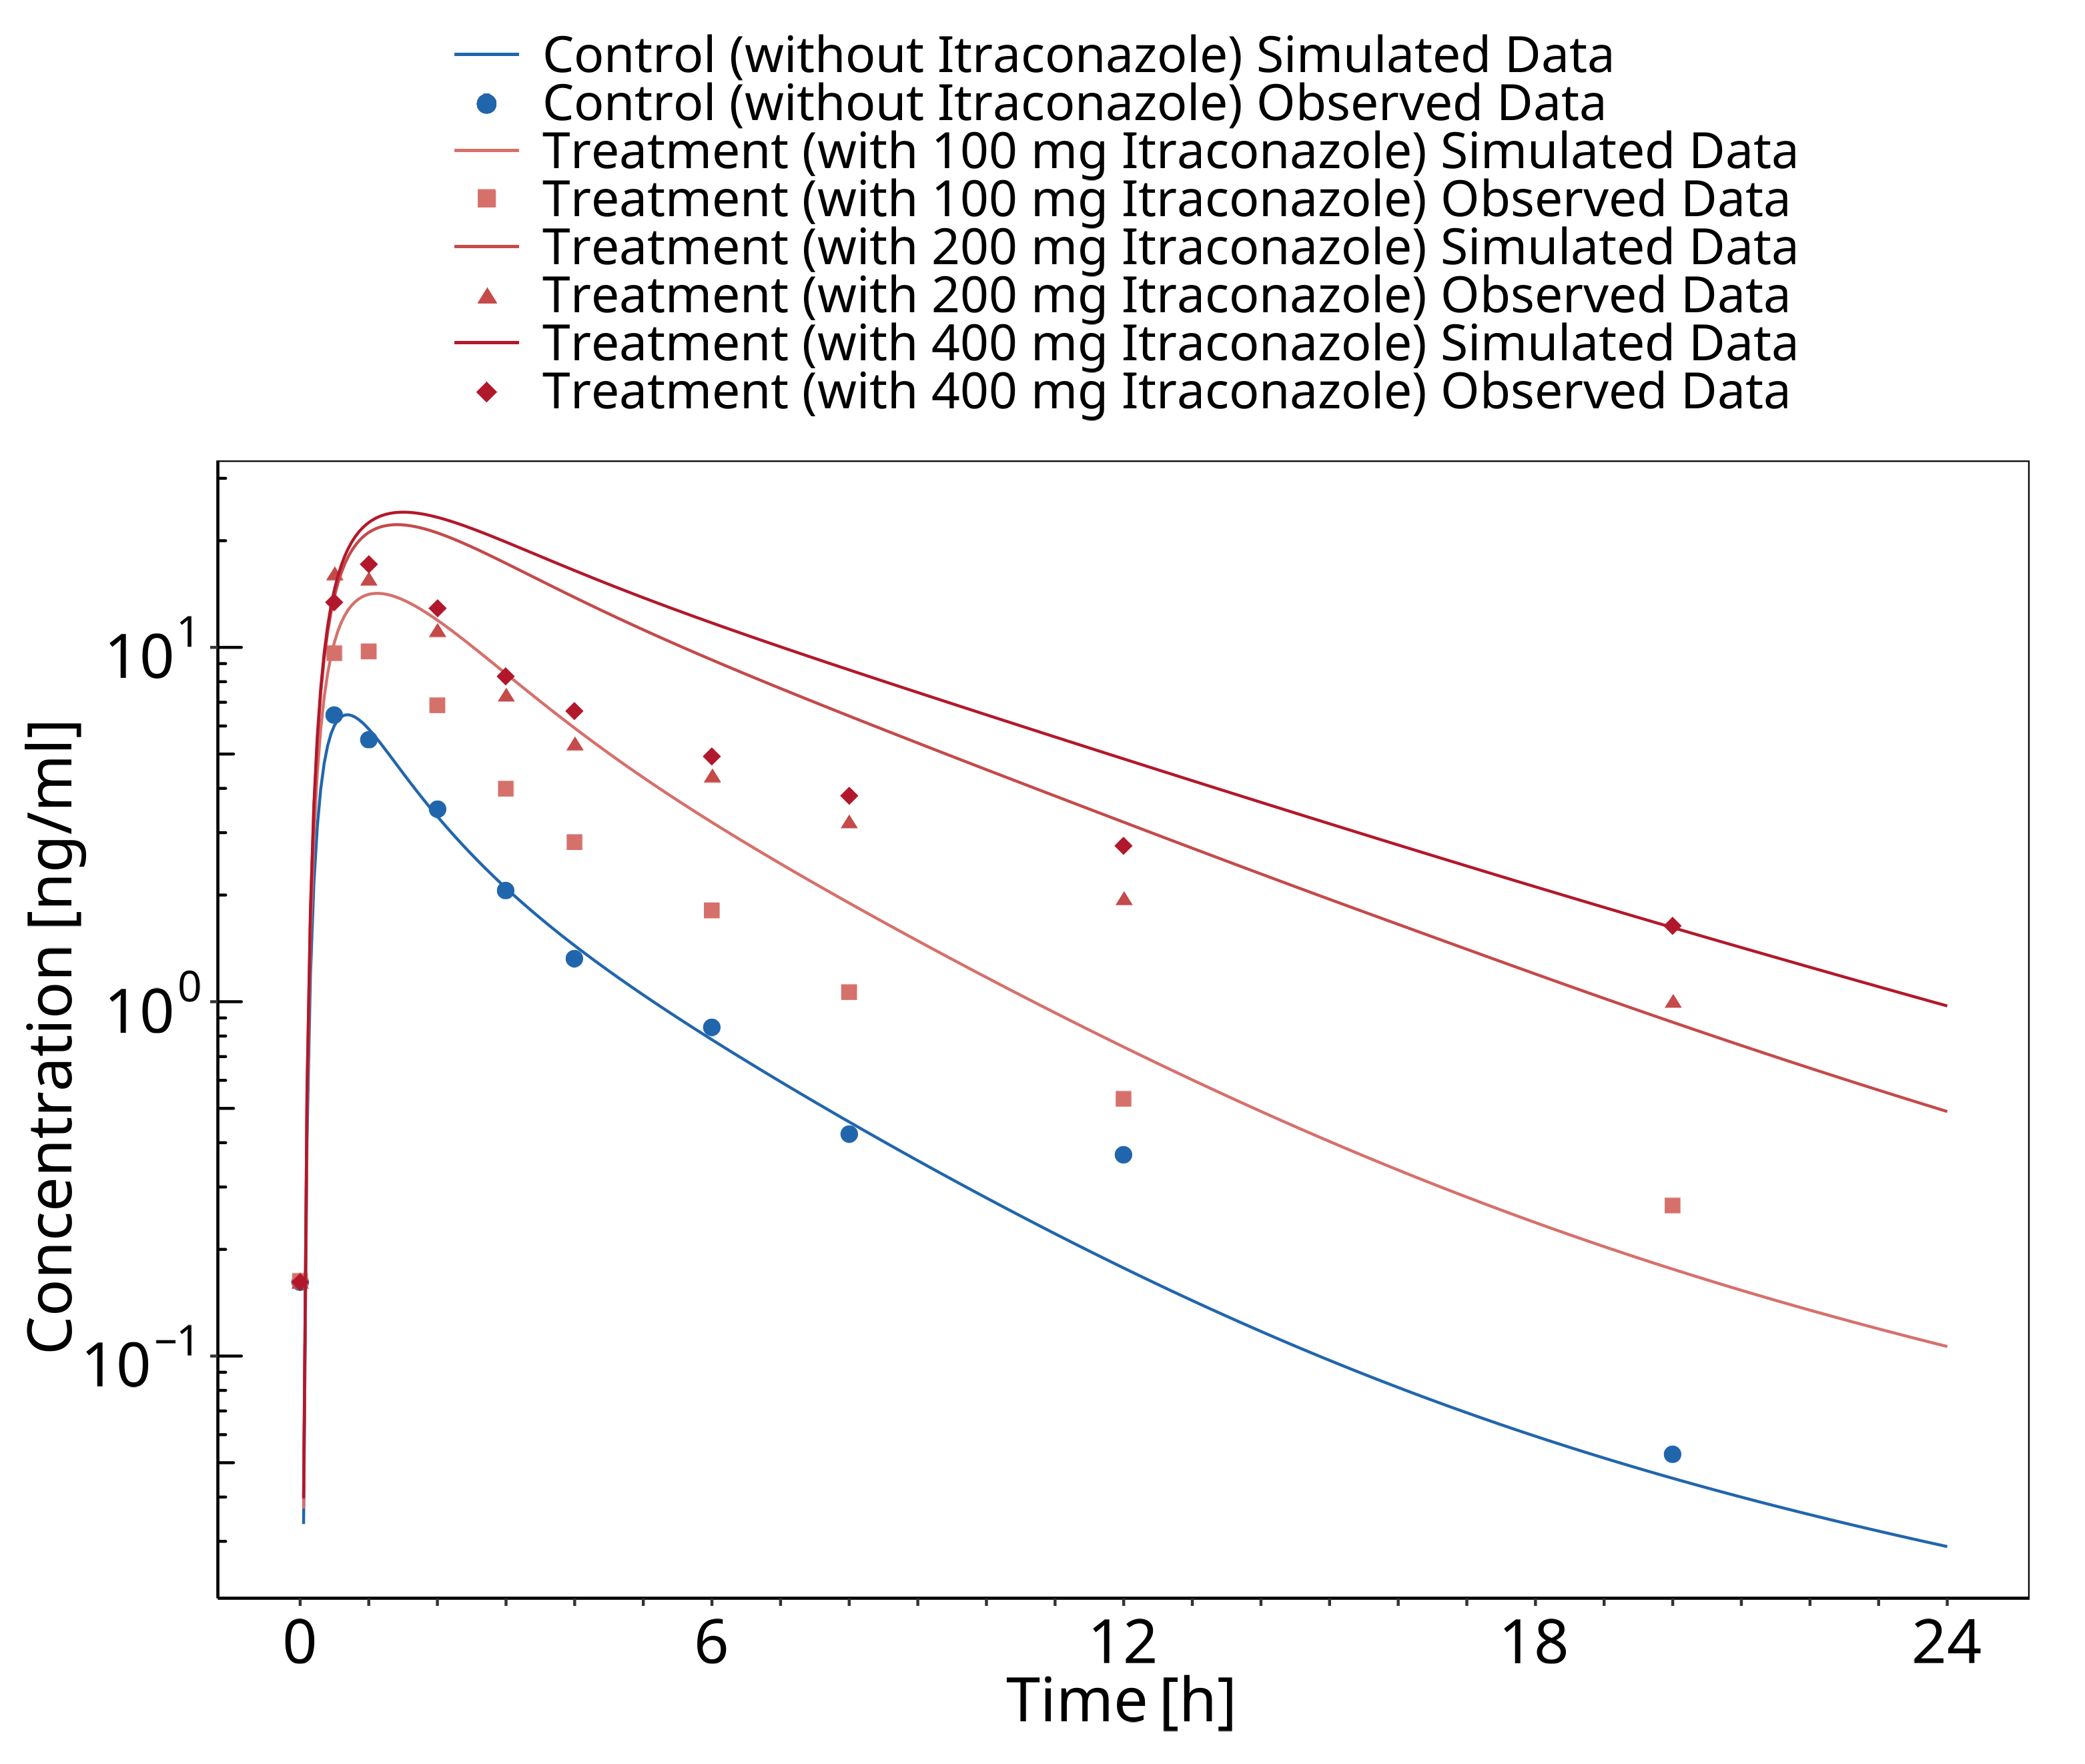 Control (without Itraconazole) Simulated Data
Control (without Itraconazole) Observed Data
Treatment (with 100 mg Itraconazole) Simulated Data
Treatment (with 100 mg Itraconazole) Observed Data
Treatment (with 200 mg Itraconazole) Simulated Data
Treatment (with 200 mg Itraconazole) Observed Data
Treatment (with 400 mg Itraconazole) Simulated Data
Treatment (with 400 mg Itraconazole) Observed Data
Concentration [ng/ml]
10¹
10⁰
10⁻¹
0 6 12 18 24
Time [h]